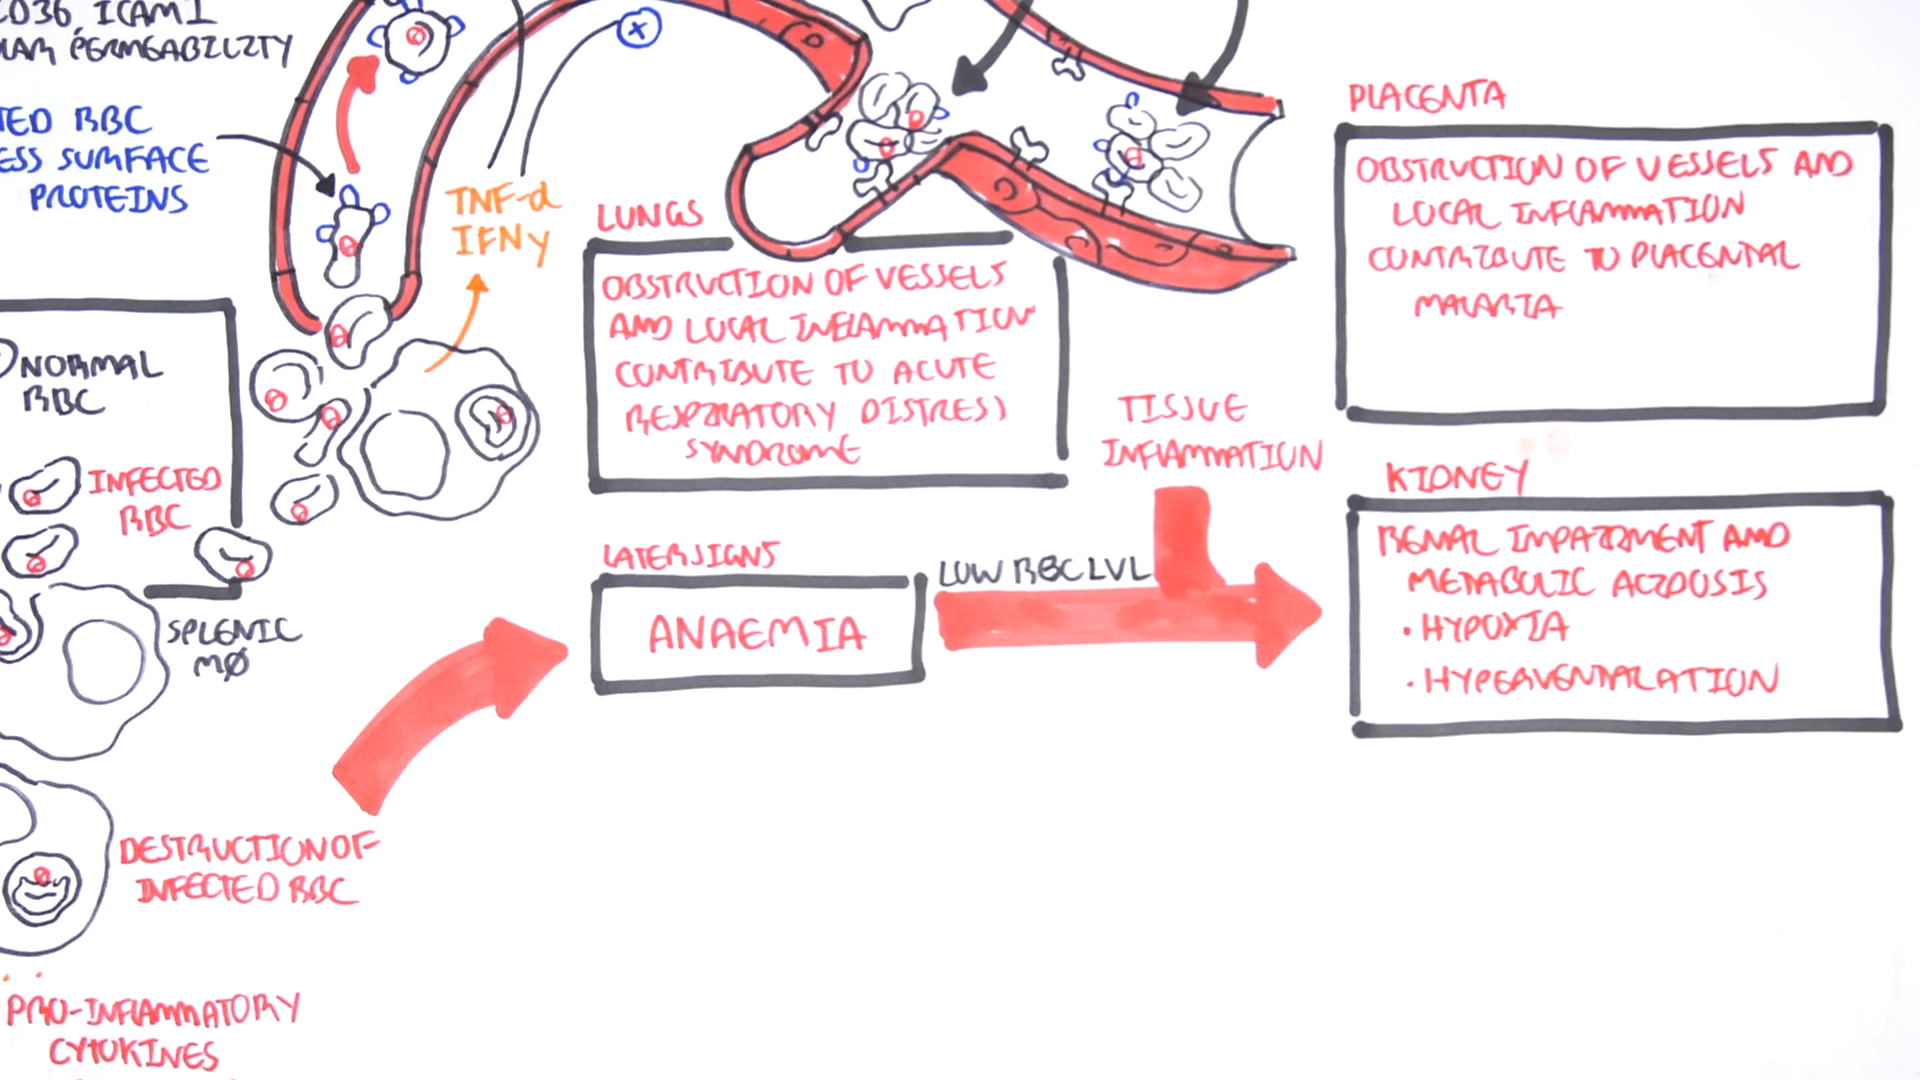 CD36 ICAM1
PERMEABILITY
RBC
SURFACE
PROTEINS
TNF-α
IFNγ
NORMAL
RBC
INFECTED
RBC
SPLENIC
MØ
DESTRUCTION OF
INFECTED RBC
PRO-INFLAMMATORY
CYTOKINES
LUNGS
OBSTRUCTION OF VESSELS
AND LOCAL INFLAMMATION
CONTRIBUTE TO ACUTE
RESPIRATORY DISTRESS
SYNDROME
LATER SIGNS
ANAEMIA
LOW RBC LVL
TISSUE
INFLAMMATION
PLACENTA
OBSTRUCTION OF VESSELS AND
LOCAL INFLAMMATION
CONTRIBUTE TO PLACENTAL
MALARIA
KIDNEY
RENAL IMPAIRMENT AND
METABOLIC ACIDOSIS
• HYPOXIA
• HYPERVENTILATION